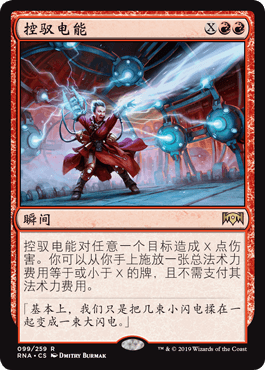 控驭电能 X
瞬间
控驭电能对任意一个目标造成 X 点伤
害。你可以从你手上施放一张总法术力
费用等于或小于 X 的牌，且不需支付其
法术力费用。
「基本上，我们只是把几束小闪电揉在一
起变成一束大闪电。」
099/259 R
RNA • CS DMITRY BURMAK
™ & © 2019 Wizards of the Coast